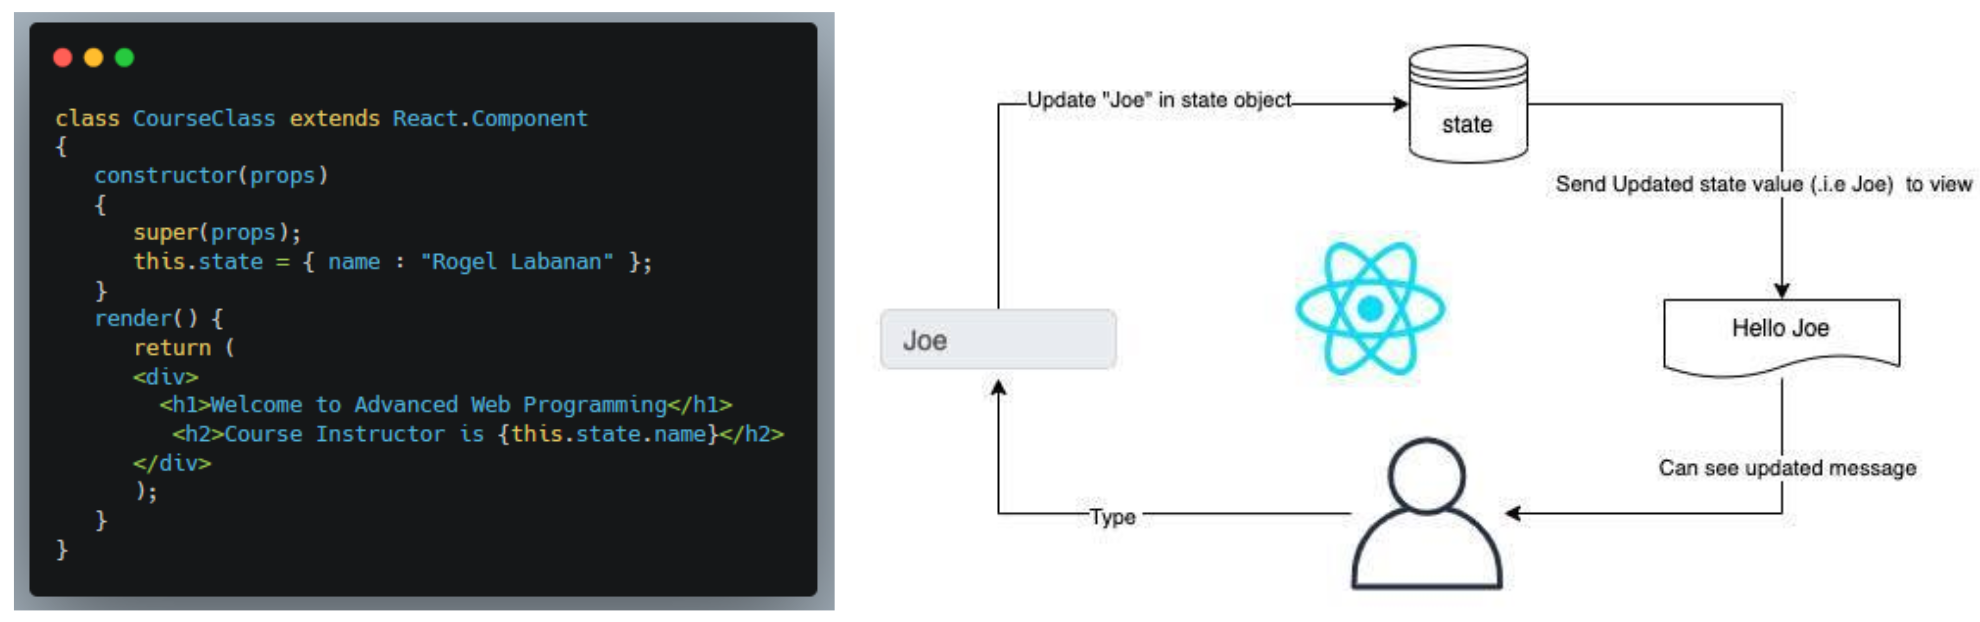 class CourseClass extends React.Component
{
constructor(props)
{
super(props);
this.state = { name : "Rogel Labanan" };
}
render() {
return (
<div>
<h1>Welcome to Advanced Web Programming</h1>
<h2>Course Instructor is {this.state.name}</h2>
</div>
);
}
}
Update "Joe" in state object
state
Send Updated state value (.i.e Joe) to view
Joe
Hello Joe
Can see updated message
Type